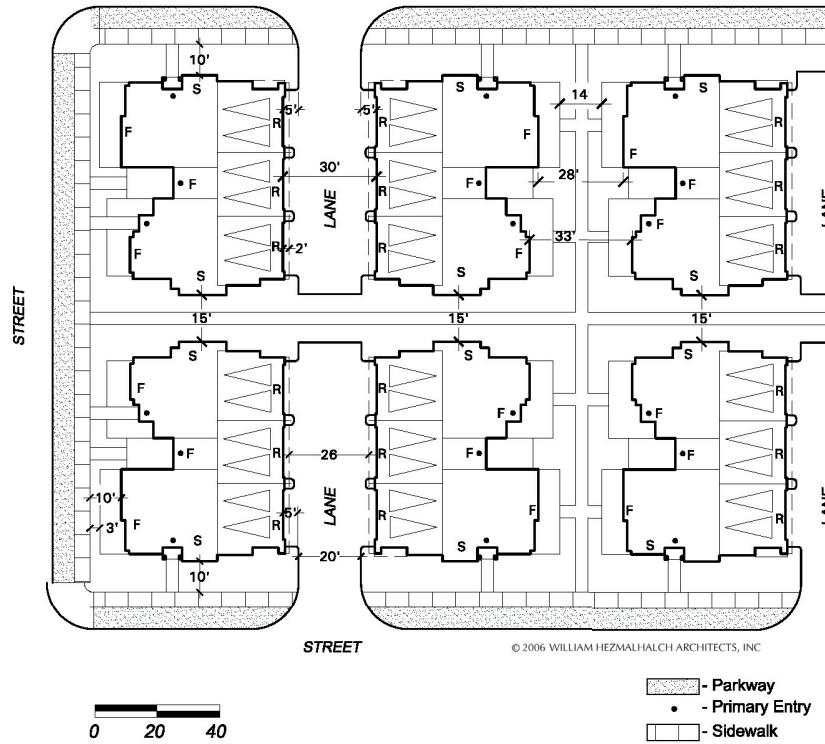 10'
S
S
S
5'
5'
14
F
R
R
F
F
R
30'
28'
F
R
LANE
R
F
F
R
LANE
33'
F
F
R
2'
R
F
F
R
S
S
S
STREET
15'
15'
15'
S
S
S
F
R
R
F
F
R
F
R
26
R
F
F
R
10'
LANE
3'
F
R
5'
R
F
F
R
S
S
S
20'
10'
STREET
© 2006 WILLIAM HEZMALHALCH ARCHITECTS, INC
- Parkway
- Primary Entry
- Sidewalk
0 20 40